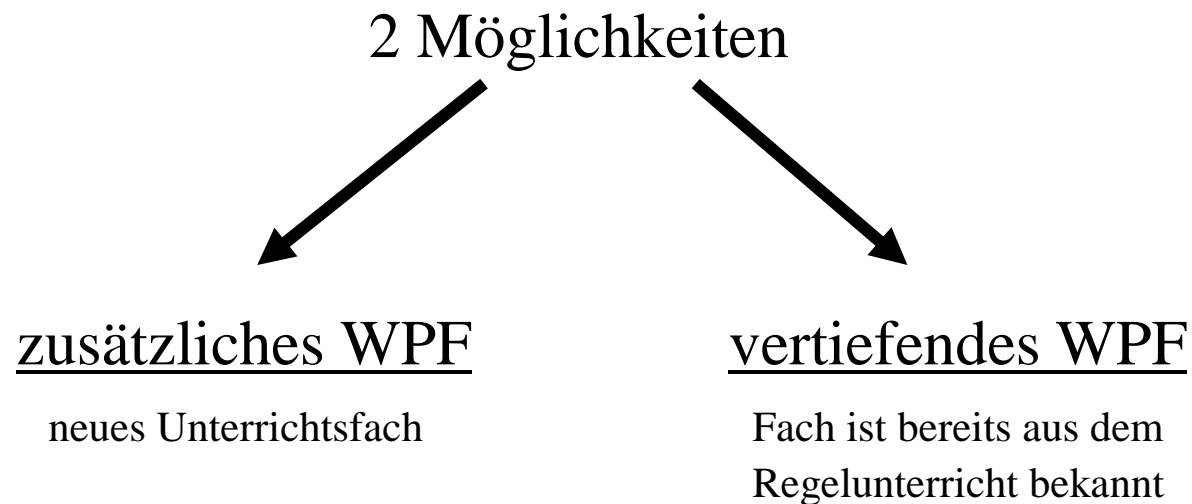 2 Möglichkeiten
zusätzliches WPF
neues Unterrichtsfach
vertiefendes WPF
Fach ist bereits aus dem
Regelunterricht bekannt